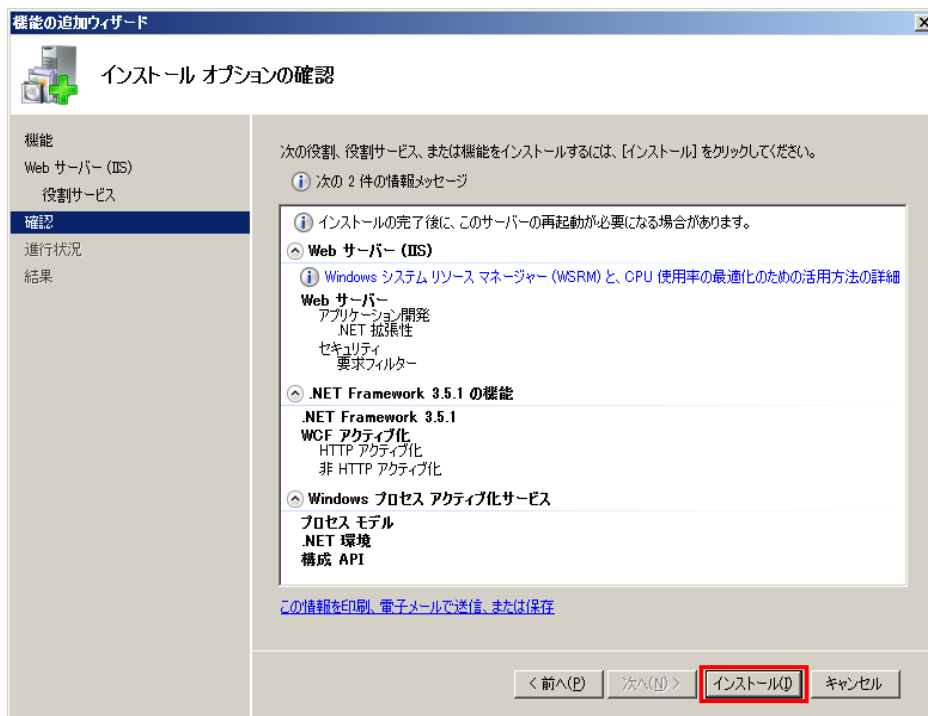 機能の追加ウィザード
インストール オプションの確認
機能
Web サーバー (IIS)
役割サービス
確認
進行状況
結果
次の役割、役割サービス、または機能をインストールするには、[インストール] をクリックしてください。
次の 2 件の情報メッセージ
インストールの完了後に、このサーバーの再起動が必要になる場合があります。
Web サーバー (IIS)
Windows システム リソース マネージャー (WSRM) と、CPU 使用率の最適化のための活用方法の詳細
Web サーバー
アプリケーション開発
.NET 拡張性
セキュリティ
要求フィルター
.NET Framework 3.5.1 の機能
.NET Framework 3.5.1
WCF アクティブ化
HTTP アクティブ化
非 HTTP アクティブ化
Windows プロセス アクティブ化サービス
プロセス モデル
.NET 環境
構成 API
この情報を印刷、電子メールで送信、または保存
< 前へ(P)
次へ(N) >
インストール(I)
キャンセル